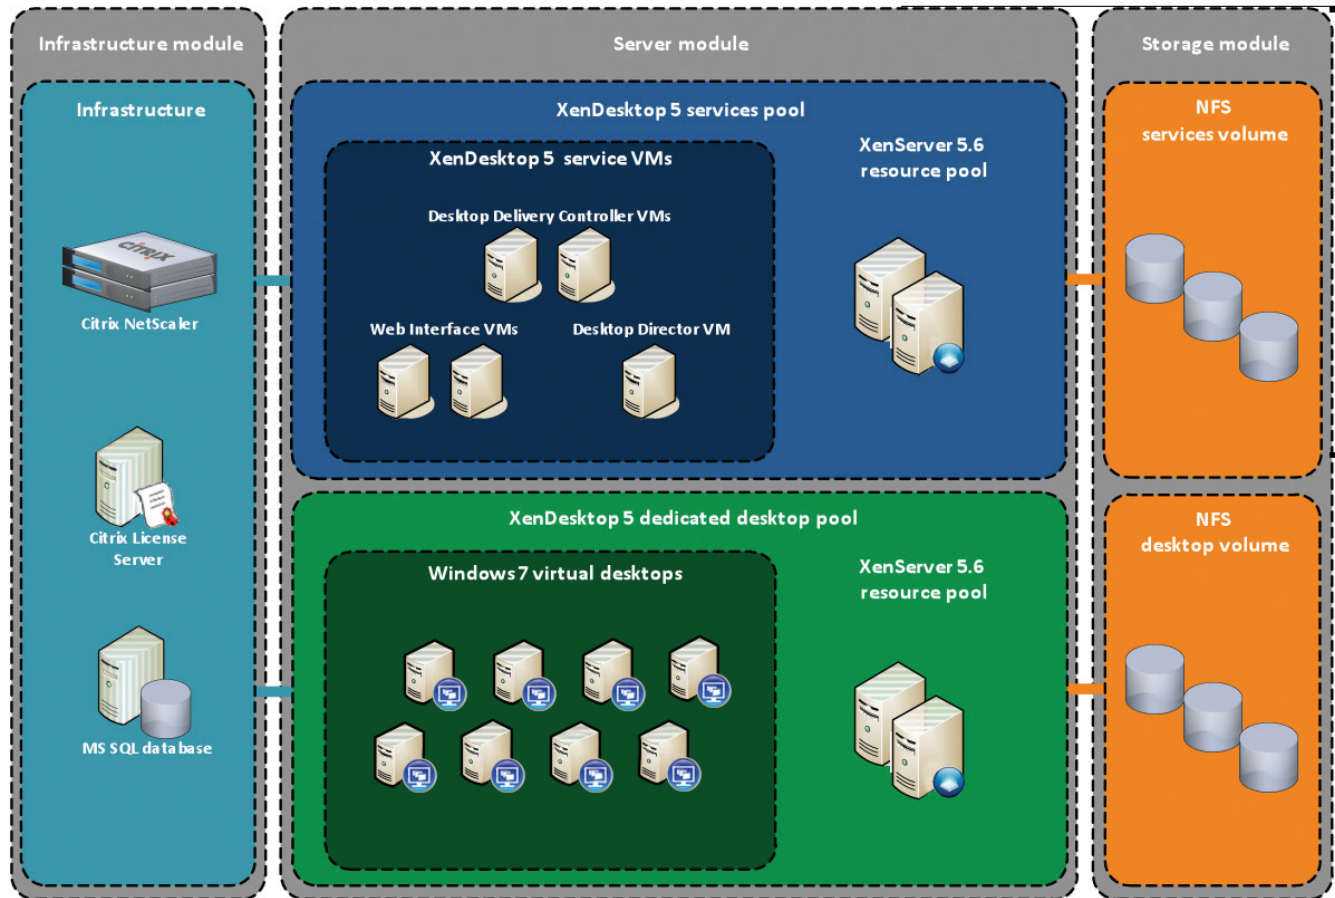 Infrastructure module
Server module
Storage module
Infrastructure
CITRIX
Citrix NetScaler
Citrix License
Server
MS SQL database
XenDesktop 5 services pool
XenDesktop 5 service VMs
Desktop Delivery Controller VMs
Web Interface VMs
Desktop Director VM
XenServer 5.6
resource pool
XenDesktop 5 dedicated desktop pool
Windows 7 virtual desktops
XenServer 5.6
resource pool
NFS
services volume
NFS
desktop volume